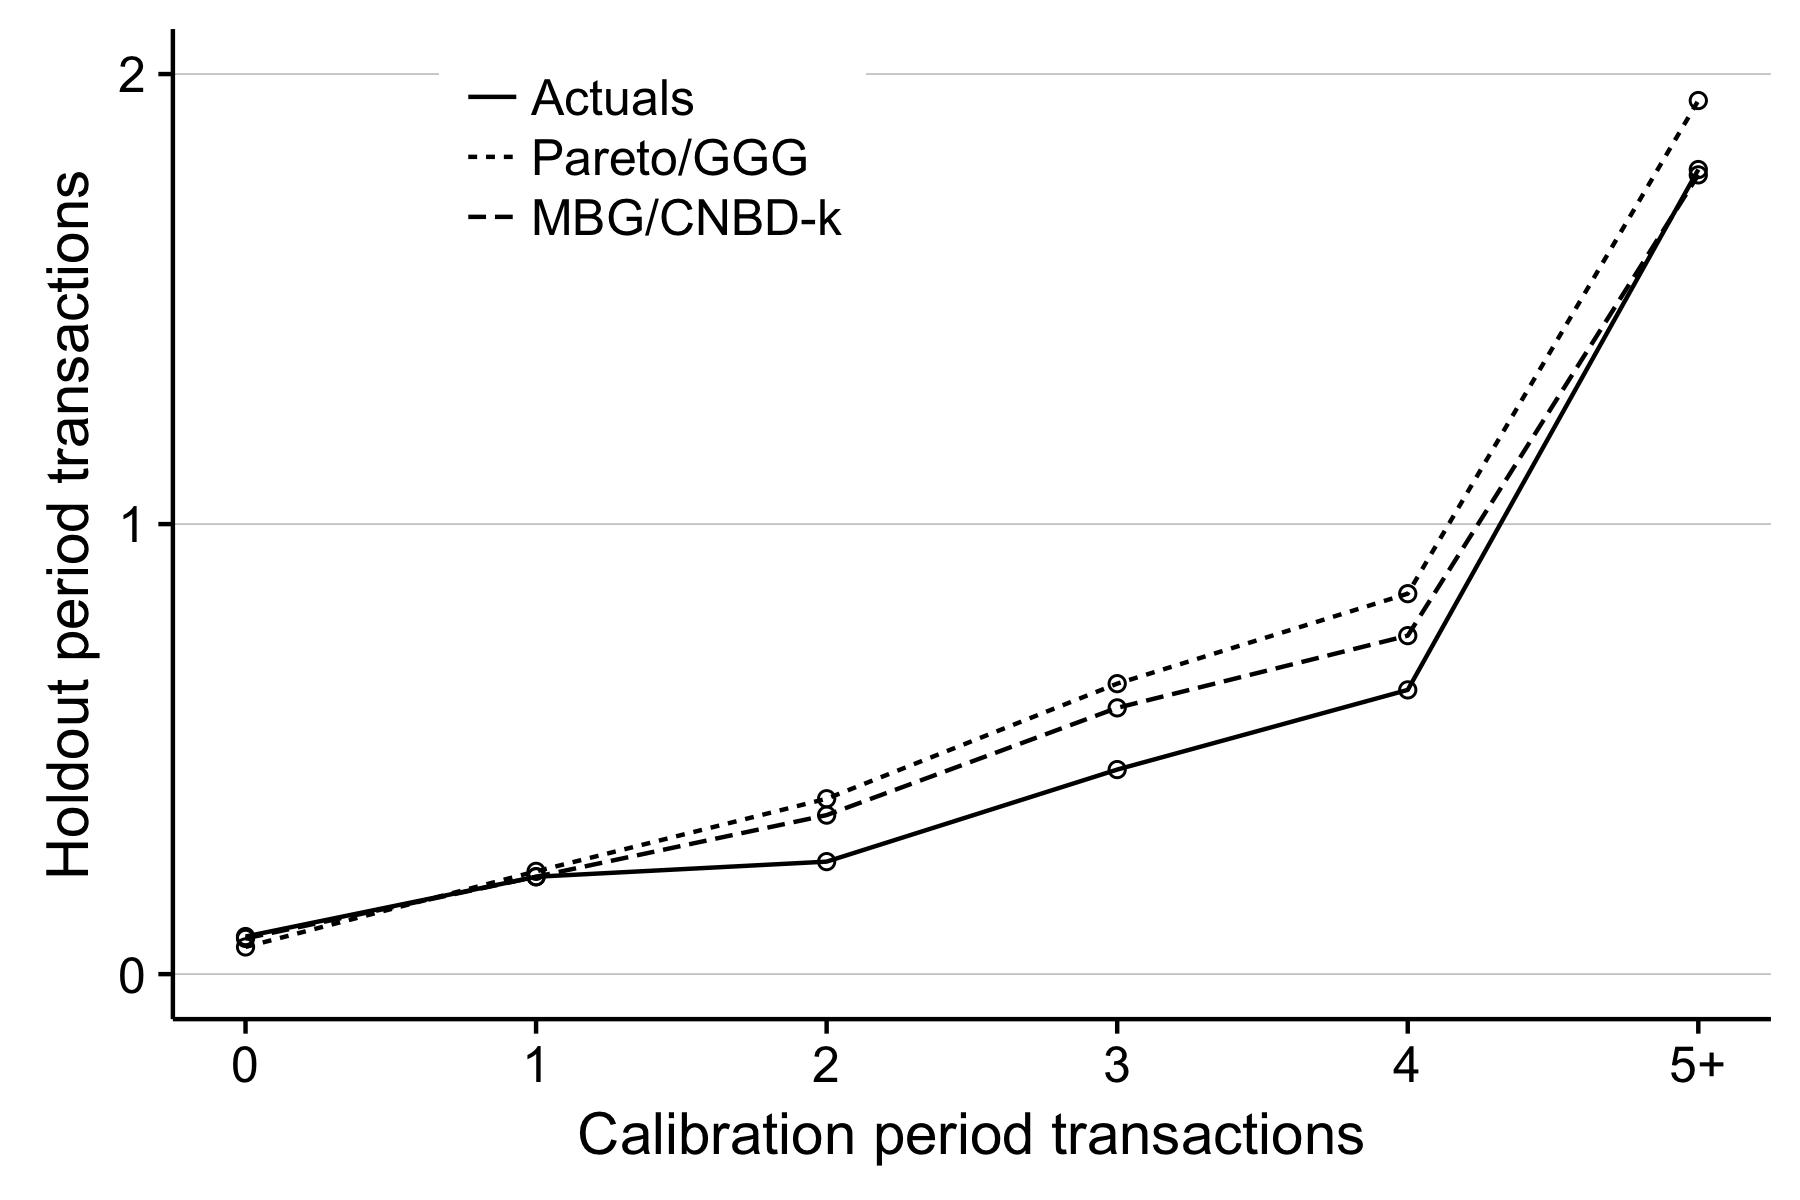 2
1
0
Holdout period transactions
Actuals
Pareto/GGG
MBG/CNBD-k
0 1 2 3 4 5+
Calibration period transactions